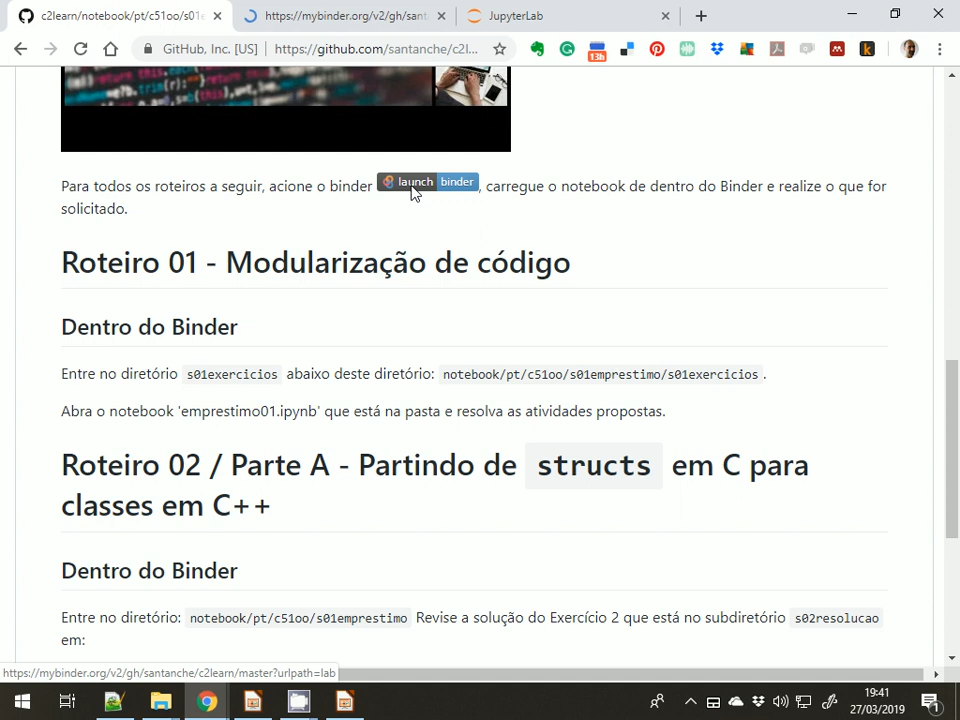 c2learn/notebook/pt/c51oo/s01e
https://mybinder.org/v2/gh/sant
JupyterLab
GitHub, Inc. [US]
https://github.com/santanche/c2l...
13h
Para todos os roteiros a seguir, acione o binder launch binder, carregue o notebook de dentro do Binder e realize o que for
solicitado.
Roteiro 01 - Modularização de código
Dentro do Binder
Entre no diretório s01exercicios abaixo deste diretório: notebook/pt/c51oo/s01emprestimo/s01exercicios.
Abra o notebook 'emprestimo01.ipynb' que está na pasta e resolva as atividades propostas.
Roteiro 02 / Parte A - Partindo de structs em C para
classes em C++
Dentro do Binder
Entre no diretório: notebook/pt/c51oo/s01emprestimo Revise a solução do Exercício 2 que está no subdiretório s02resolucao
em:
https://mybinder.org/v2/gh/santanche/c2learn/master?urlpath=lab
19:41
27/03/2019
1